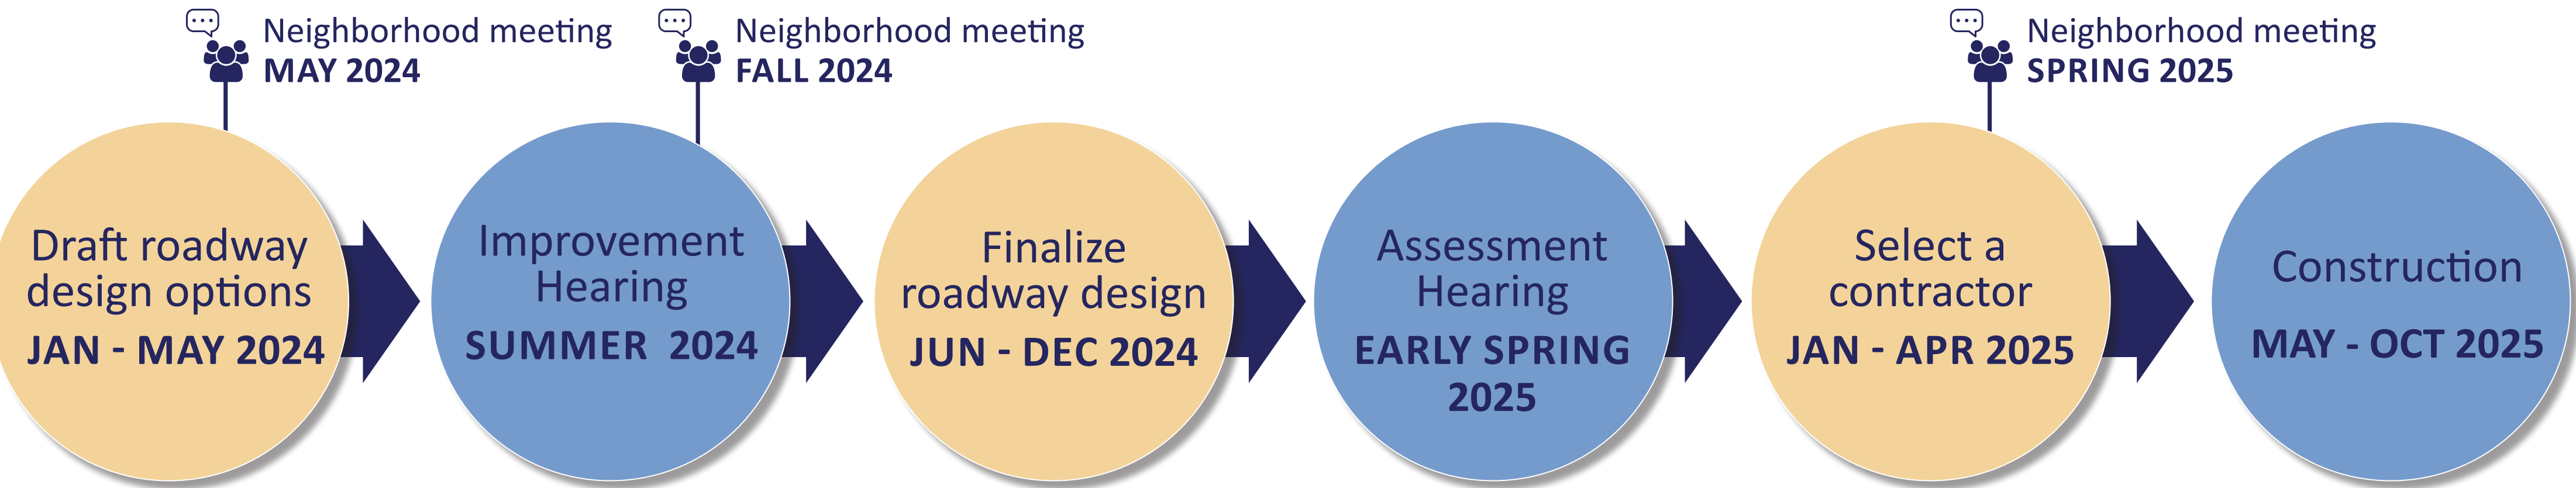 Neighborhood meeting
MAY 2024
Neighborhood meeting
FALL 2024
Neighborhood meeting
SPRING 2025
Draft roadway
design options
JAN - MAY 2024
Improvement
Hearing
SUMMER 2024
Finalize
roadway design
JUN - DEC 2024
Assessment
Hearing
EARLY SPRING
2025
Select a
contractor
JAN - APR 2025
Construction
MAY - OCT 2025